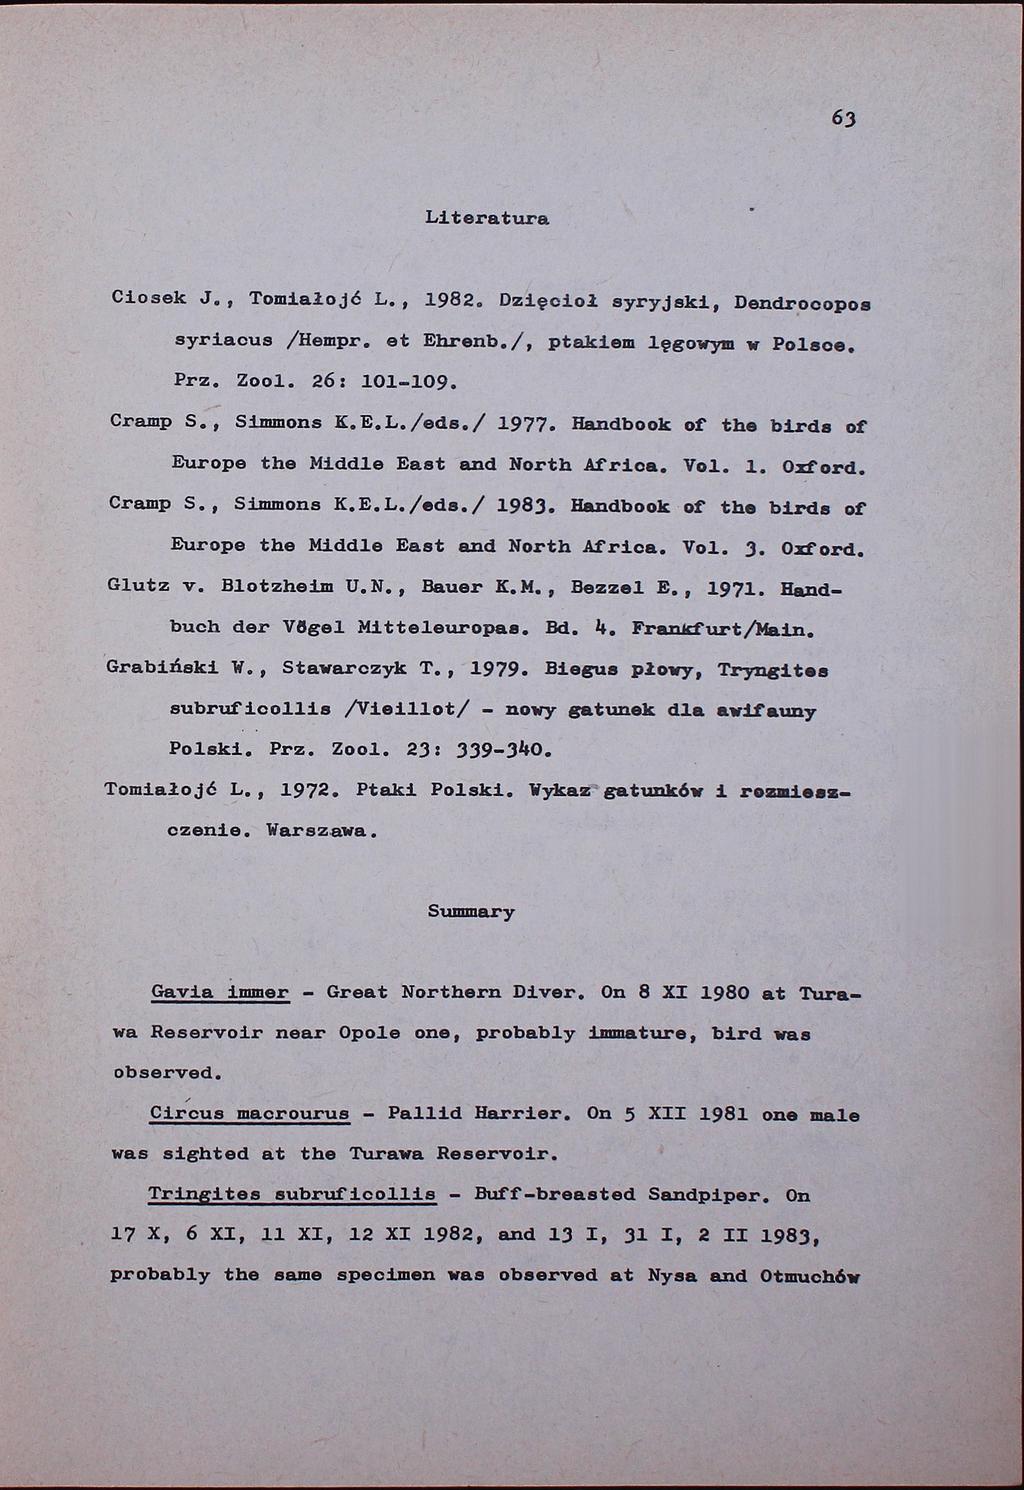 63
Literatura
Ciosek J., Tomiałojć L., 1982. Dzięcioł syryjski, Dendrocopos
syriacus /Hempr. et Ehrenb./, ptakiem lęgowym w Polsce.
Prz. Zool. 26: 101-109.
Cramp S., Simmons K.E.L./eds./ 1977. Handbook of the birds of
Europe the Middle East and North Africa. Vol. 1. Oxford.
Cramp S., Simmons K.E.L./eds./ 1983. Handbook of the birds of
Europe the Middle East and North Africa. Vol. 3. Oxford.
Glutz v. Blotzheim U.N., Bauer K.M., Bezzel E., 1971. Hand-
buch der Vögel Mitteleuropas. Bd. 4. Frankfurt/Main.
Grabiński W., Stawarczyk T., 1979. Biegus płowy, Tryngites
subruficollis /Vieillot/ - nowy gatunek dla awifauny
Polski. Prz. Zool. 23: 339-340.
Tomiałojć L., 1972. Ptaki Polski. Wykaz gatunków i rozmiesz-
czenie. Warszawa.
Summary
Gavia immer - Great Northern Diver. On 8 XI 1980 at Tura-
wa Reservoir near Opole one, probably immature, bird was
observed.
Circus macrourus - Pallid Harrier. On 5 XII 1981 one male
was sighted at the Turawa Reservoir.
Tringites subruficollis - Buff-breasted Sandpiper. On
17 X, 6 XI, 11 XI, 12 XI 1982, and 13 I, 31 I, 2 II 1983,
probably the same specimen was observed at Nysa and Otmuchów